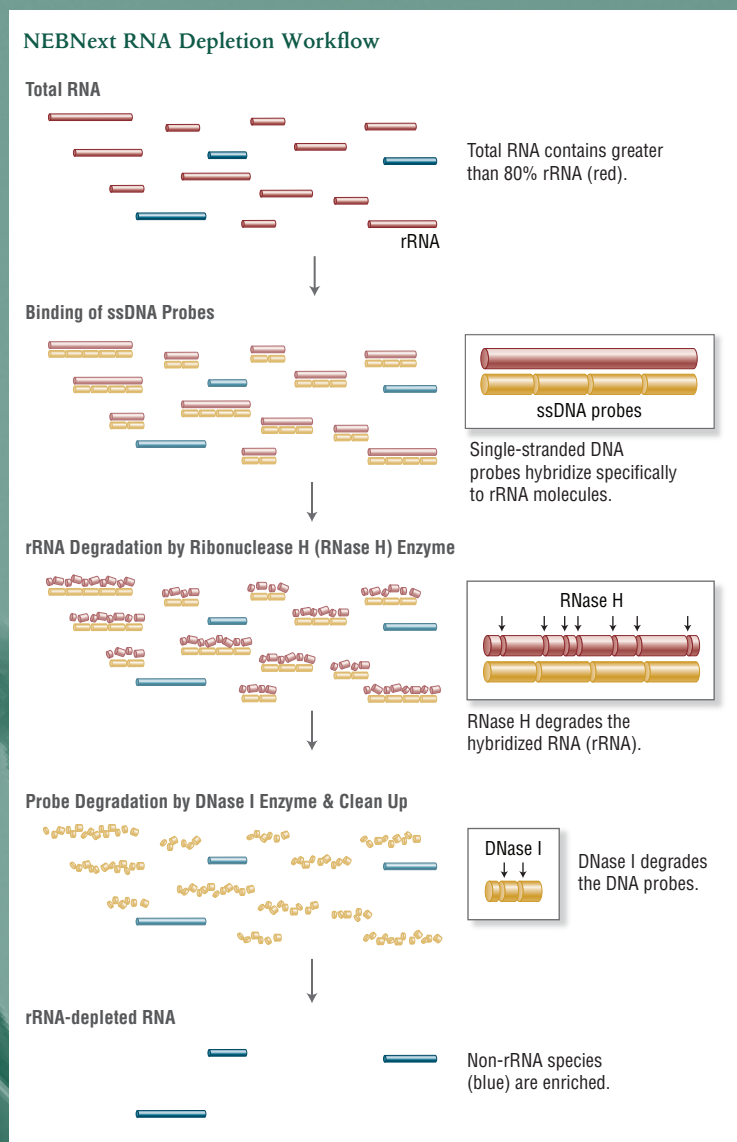 NEBNext RNA Depletion Workflow
Total RNA
Total RNA contains greater
than 80% rRNA (red).
rRNA
Binding of ssDNA Probes
ssDNA probes
Single-stranded DNA
probes hybridize specifically
to rRNA molecules.
rRNA Degradation by Ribonuclease H (RNase H) Enzyme
RNase H
RNase H degrades the
hybridized RNA (rRNA).
Probe Degradation by DNase I Enzyme & Clean Up
DNase I
DNase I degrades
the DNA probes.
rRNA-depleted RNA
Non-rRNA species
(blue) are enriched.